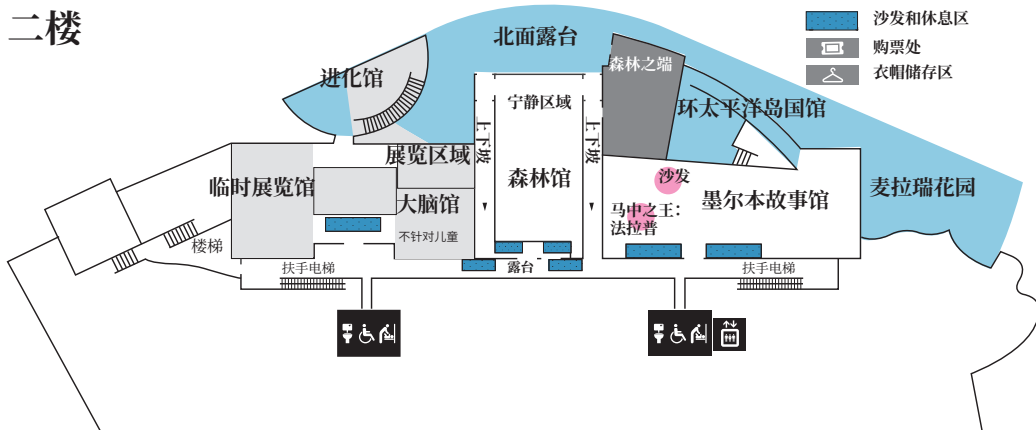 二楼
沙发和休息区
购票处
衣帽储存区
北面露台
森林之端
进化馆
宁静区域
环太平洋岛国馆
上下坡
上下坡
展览区域
临时展览馆
森林馆
沙发
麦拉瑞花园
大脑馆
墨尔本故事馆
马中之王：
法拉普
不针对儿童
楼梯
扶手电梯
露台
扶手电梯